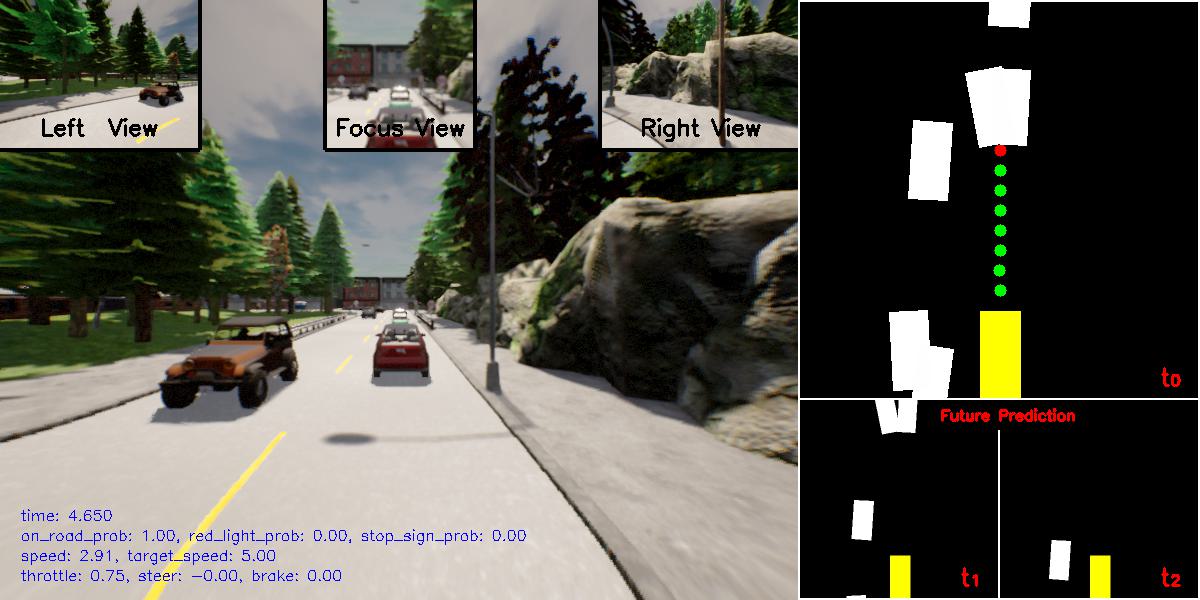 Left View
Focus View
Right View
t0
Future Prediction
t1
t2
time: 4.650
on_road_prob: 1.00, red_light_prob: 0.00, stop_sign_prob: 0.00
speed: 2.91, target_speed: 5.00
throttle: 0.75, steer: -0.00, brake: 0.00